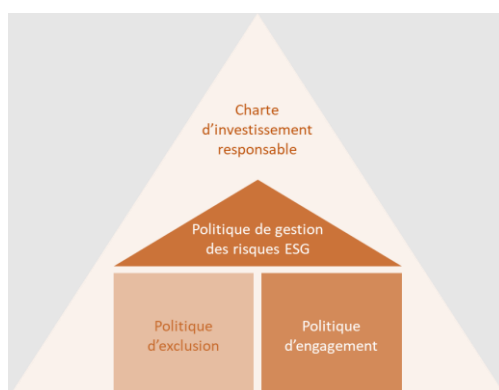 Charte
d’investissement
responsable
Politique de gestion
des risques ESG
Politique
d’exclusion
Politique
d’engagement